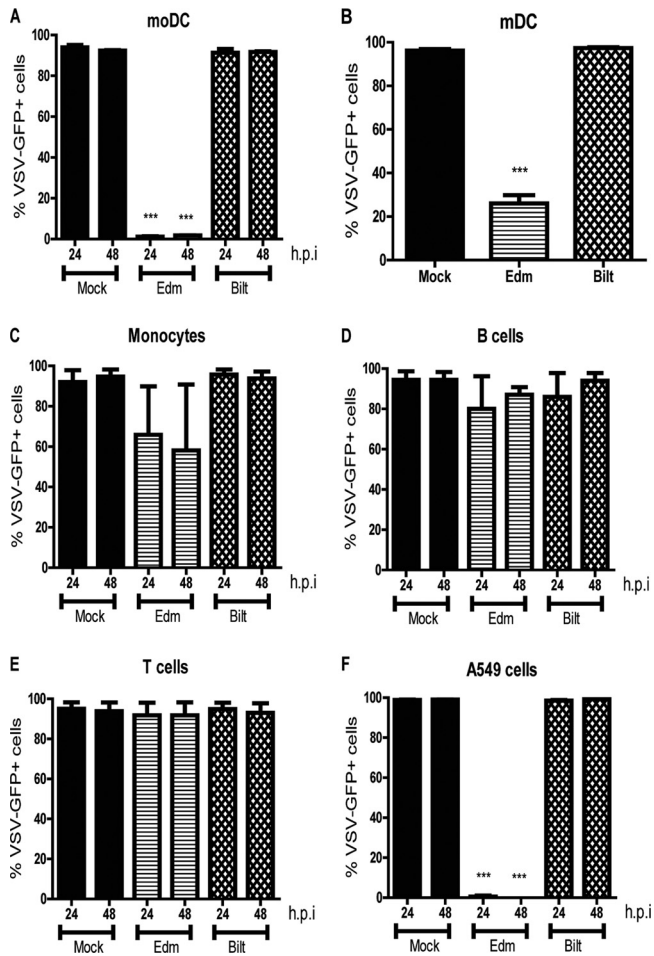 A
moDC
% VSV-GFP+ cells
100
80
60
40
20
0
*** ***
24 48 24 48 24 48 h.p.i
Mock Edm Bilt
B
mDC
% VSV-GFP+ cells
100
80
60
40
20
0
***
Mock Edm Bilt
C
Monocytes
% VSV-GFP+ cells
100
80
60
40
20
0
24 48 24 48 24 48 h.p.i
Mock Edm Bilt
D
B cells
% VSV-GFP+ cells
100
80
60
40
20
0
24 48 24 48 24 48 h.p.i
Mock Edm Bilt
E
T cells
% VSV-GFP+ cells
100
80
60
40
20
0
24 48 24 48 24 48 h.p.i
Mock Edm Bilt
F
A549 cells
% VSV-GFP+ cells
100
80
60
40
20
0
*** ***
24 48 24 48 24 48 h.p.i
Mock Edm Bilt